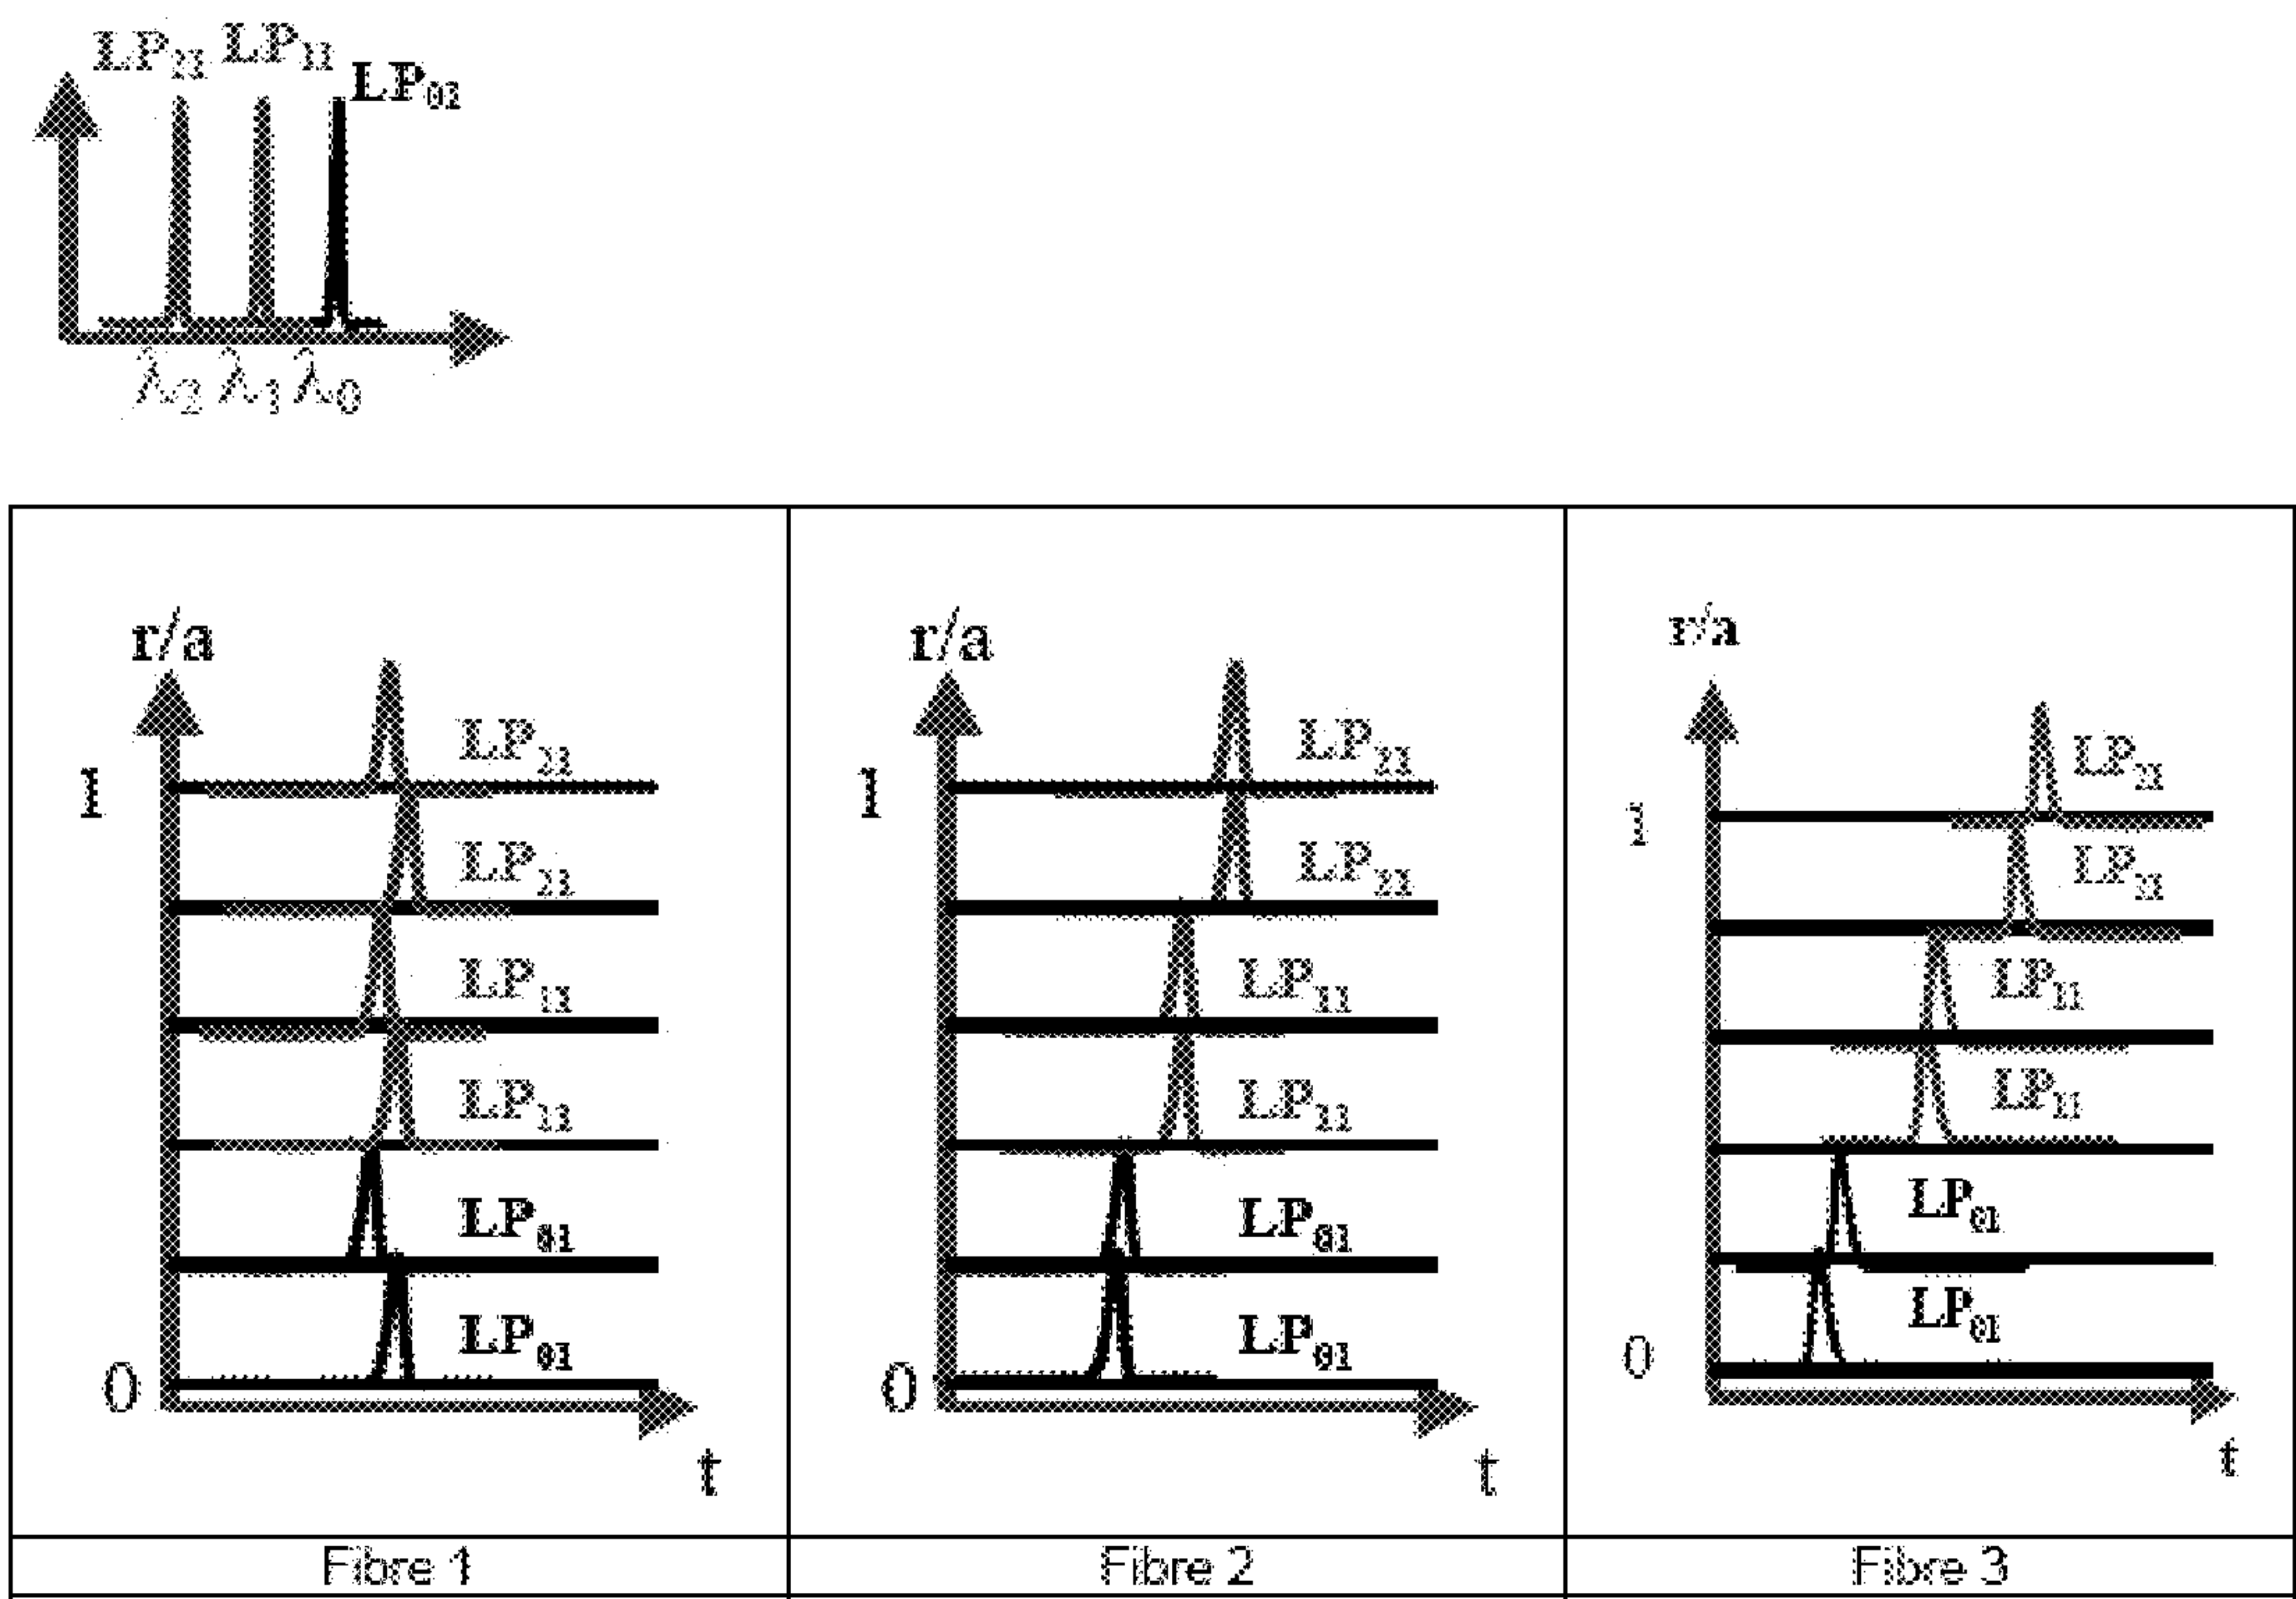 LP₂₁ LP₁₁ LP₀₁
λ₂ λ₁ λ₀
r/a
LP₂₁
1
LP₂₁
LP₁₁
LP₁₁
LP₀₁
LP₀₁
0
t
Fibre 1
r/a
LP₂₁
1
LP₂₁
LP₁₁
LP₁₁
LP₀₁
LP₀₁
0
t
Fibre 2
r/a
LP₂₁
1
LP₂₁
LP₁₁
LP₁₁
LP₀₁
LP₀₁
0
t
Fibre 3